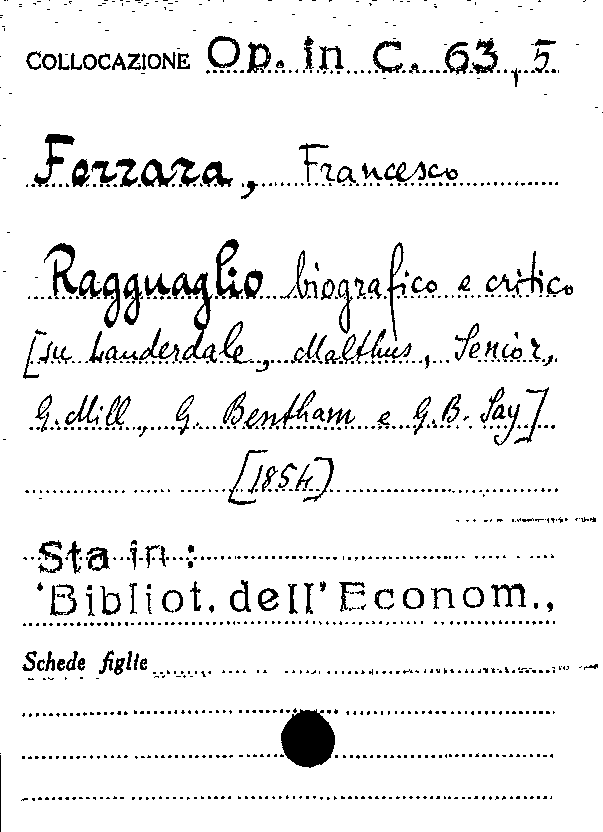 COLLOCAZIONE Op. in C. 63, 5
Ferrara, Francesco
Ragguaglio biografico e critico
[su Lauderdale, Malthus, Senior,
G. Mill, G. Bentham e G.B. Say]
[1854]
Sta in:
'Bibliot. dell' Econom.,
Schede figlie